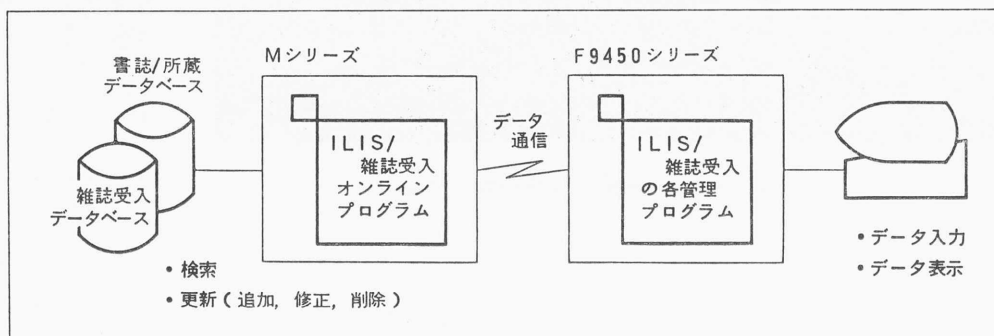 書誌/所蔵
データベース
雑誌受入
データベース
• 検索
• 更新(追加, 修正, 削除)
Mシリーズ
ILIS/
雑誌受入
オンライン
プログラム
データ
通信
F9450シリーズ
ILIS/
雑誌受入
の各管理
プログラム
• データ入力
• データ表示